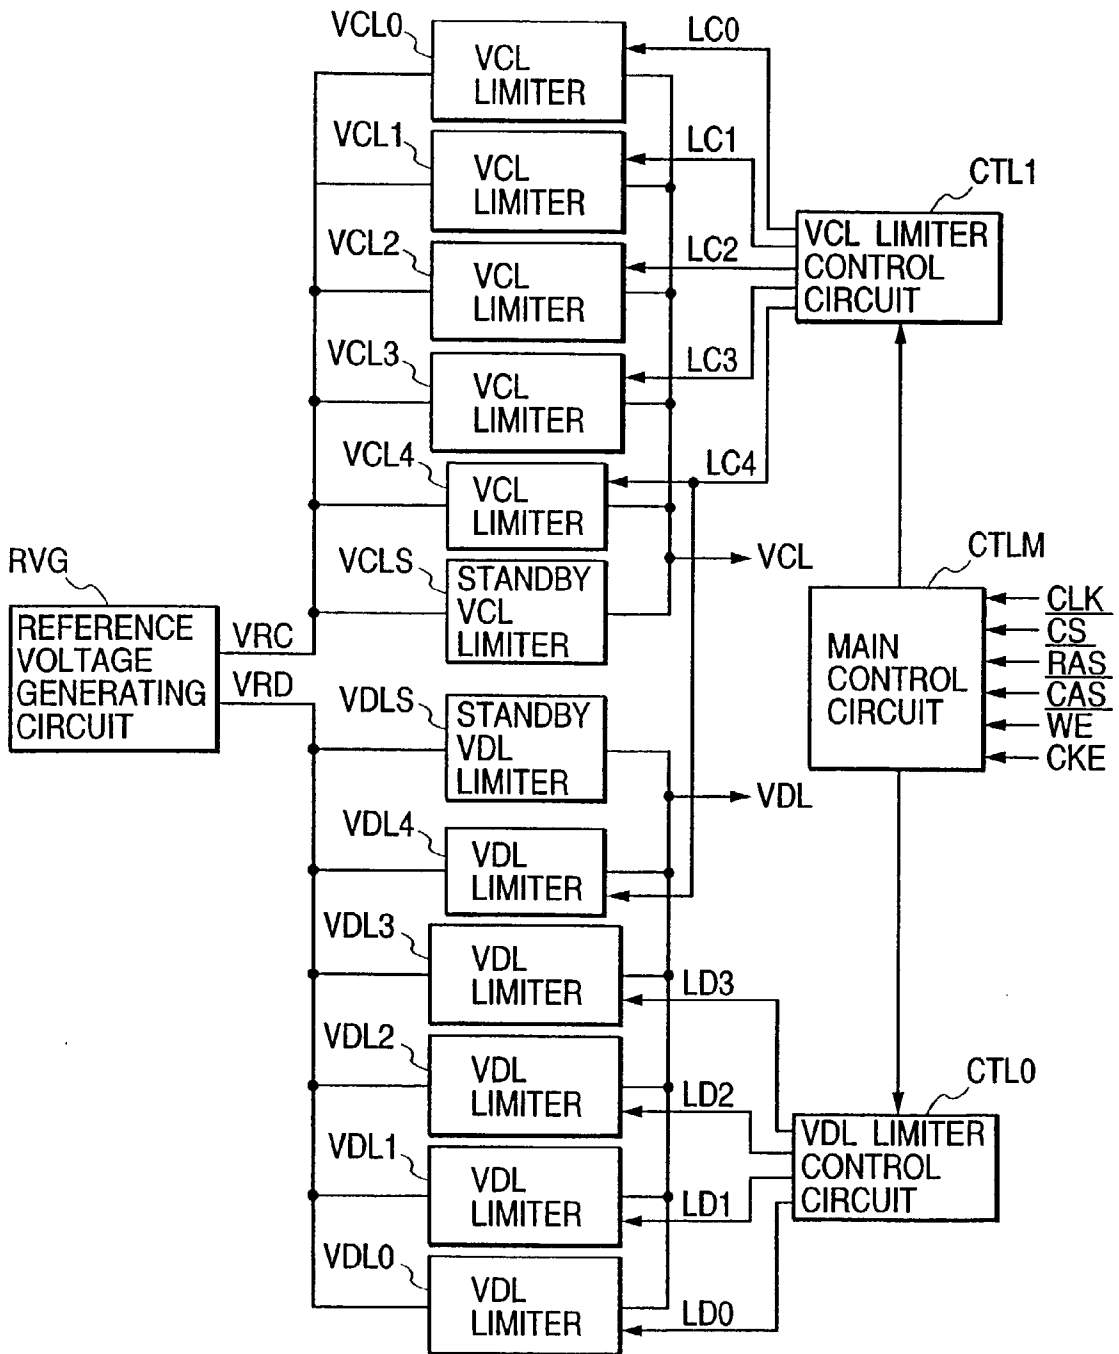 VCL0
VCL
LIMITER
LC0
VCL1
VCL
LIMITER
LC1
CTL1
VCL LIMITER
CONTROL
CIRCUIT
VCL2
VCL
LIMITER
LC2
VCL3
VCL
LIMITER
LC3
VCL4
VCL
LIMITER
LC4
VCLS
STANDBY
VCL
LIMITER
VCL
RVG
REFERENCE
VOLTAGE
GENERATING
CIRCUIT
VRC
VRD
CTLM
MAIN
CONTROL
CIRCUIT
CLK
CS
RAS
CAS
WE
CKE
VDLS
STANDBY
VDL
LIMITER
VDL
VDL4
VDL
LIMITER
VDL3
VDL
LIMITER
LD3
VDL2
VDL
LIMITER
LD2
CTL0
VDL LIMITER
CONTROL
CIRCUIT
VDL1
VDL
LIMITER
LD1
VDL0
VDL
LIMITER
LD0